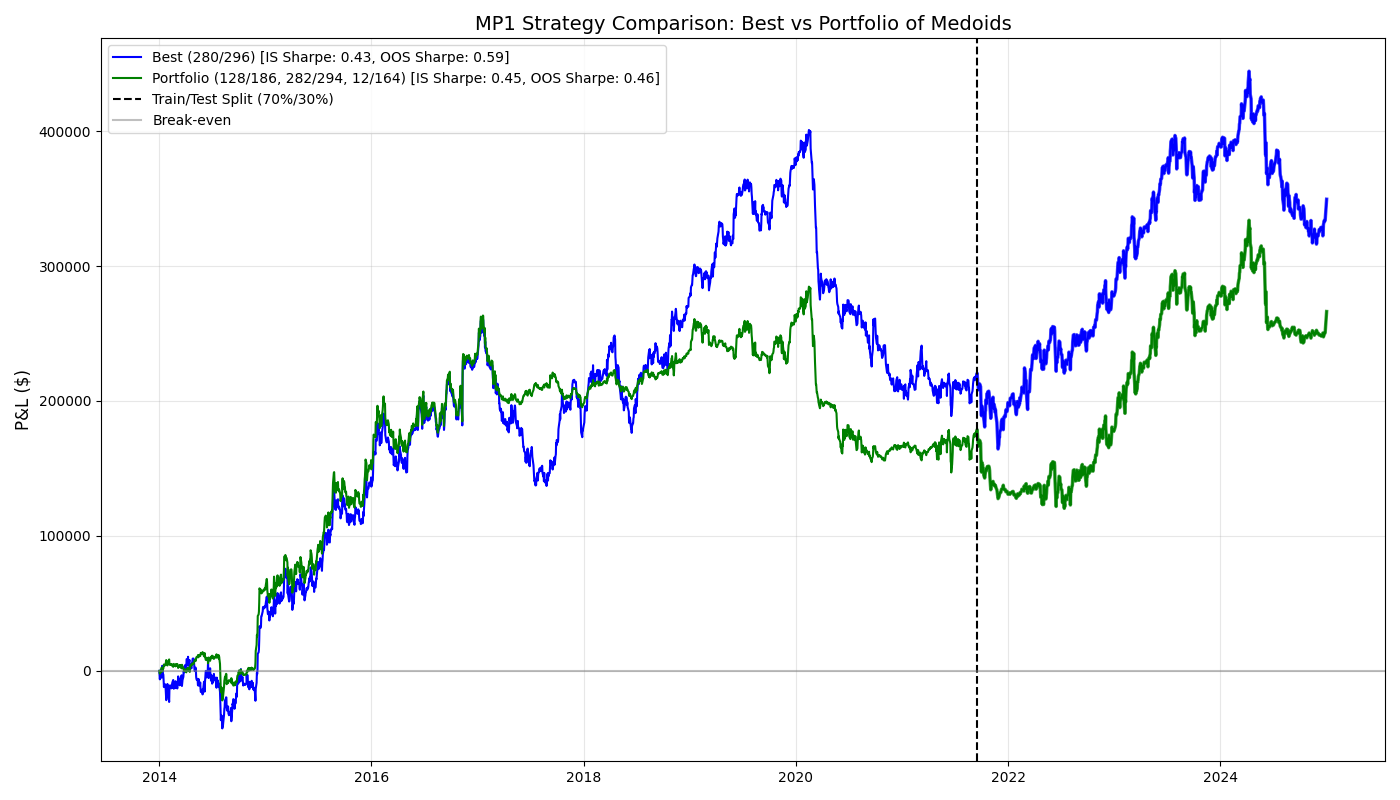 MP1 Strategy Comparison: Best vs Portfolio of Medoids
Best (280/296) [IS Sharpe: 0.43, OOS Sharpe: 0.59]
Portfolio (128/186, 282/294, 12/164) [IS Sharpe: 0.45, OOS Sharpe: 0.46]
Train/Test Split (70%/30%)
Break-even
P&L ($)
400000
300000
200000
100000
0
2014
2016
2018
2020
2022
2024